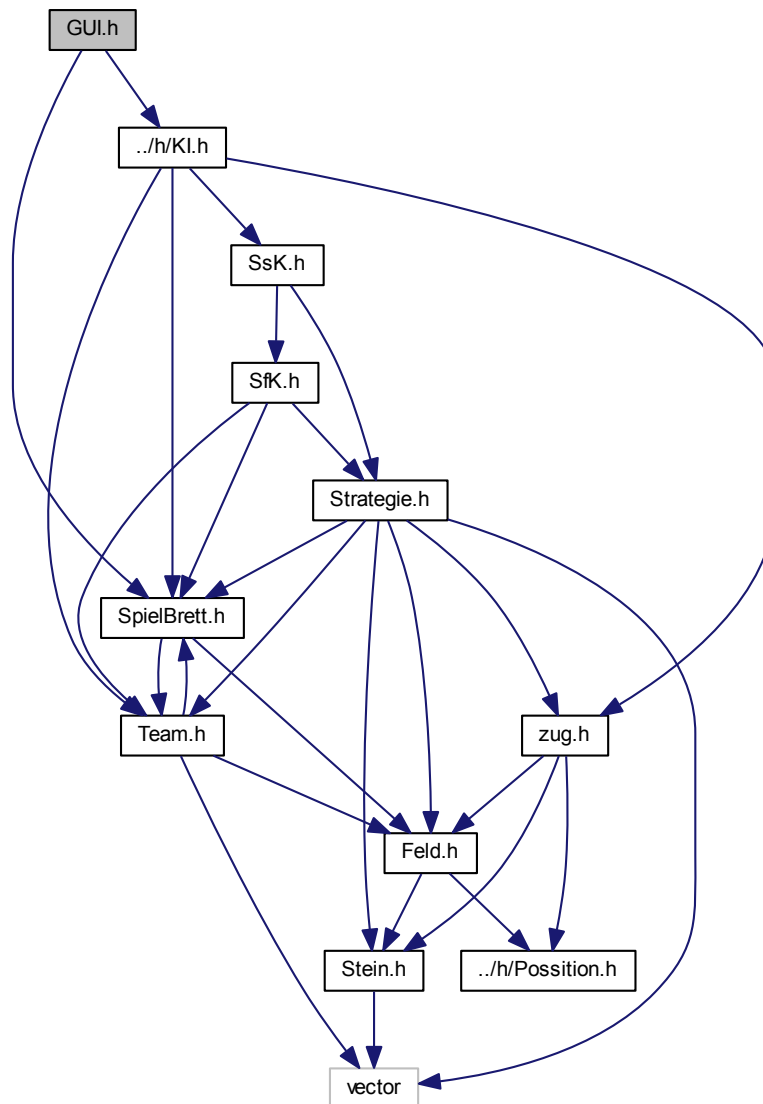 GUI.h
../h/KI.h
SsK.h
SfK.h
Strategie.h
SpielBrett.h
Team.h
zug.h
Feld.h
Stein.h
../h/Possition.h
vector